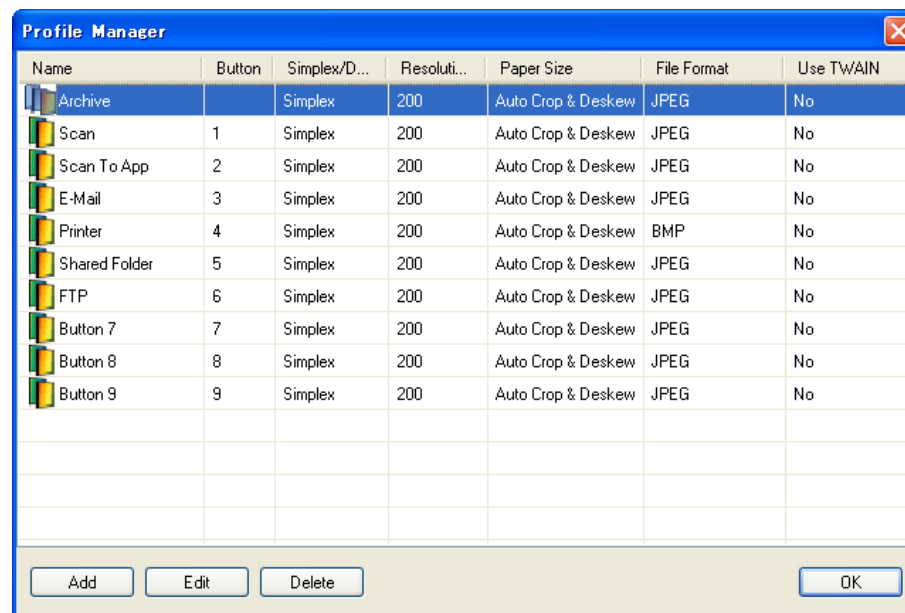 Profile Manager
Name Button Simplex/D... Resoluti... Paper Size File Format Use TWAIN
Archive Simplex 200 Auto Crop & Deskew JPEG No
Scan 1 Simplex 200 Auto Crop & Deskew JPEG No
Scan To App 2 Simplex 200 Auto Crop & Deskew JPEG No
E-Mail 3 Simplex 200 Auto Crop & Deskew JPEG No
Printer 4 Simplex 200 Auto Crop & Deskew BMP No
Shared Folder 5 Simplex 200 Auto Crop & Deskew JPEG No
FTP 6 Simplex 200 Auto Crop & Deskew JPEG No
Button 7 7 Simplex 200 Auto Crop & Deskew JPEG No
Button 8 8 Simplex 200 Auto Crop & Deskew JPEG No
Button 9 9 Simplex 200 Auto Crop & Deskew JPEG No
Add Edit Delete OK